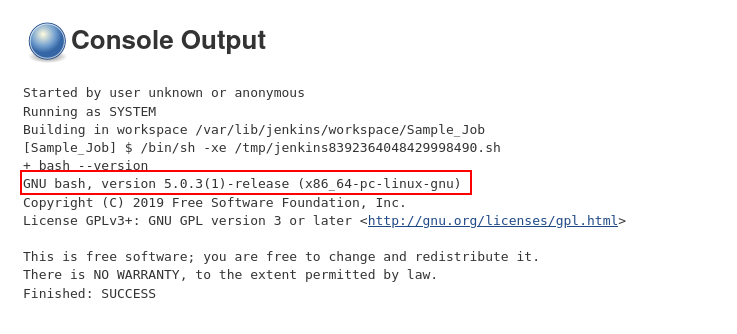 Console Output
Started by user unknown or anonymous
Running as SYSTEM
Building in workspace /var/lib/jenkins/workspace/Sample_Job
[Sample_Job] $ /bin/sh -xe /tmp/jenkins8392364048429998490.sh
+ bash --version
GNU bash, version 5.0.3(1)-release (x86_64-pc-linux-gnu)
Copyright (C) 2019 Free Software Foundation, Inc.
License GPLv3+: GNU GPL version 3 or later <http://gnu.org/licenses/gpl.html>
This is free software; you are free to change and redistribute it.
There is NO WARRANTY, to the extent permitted by law.
Finished: SUCCESS